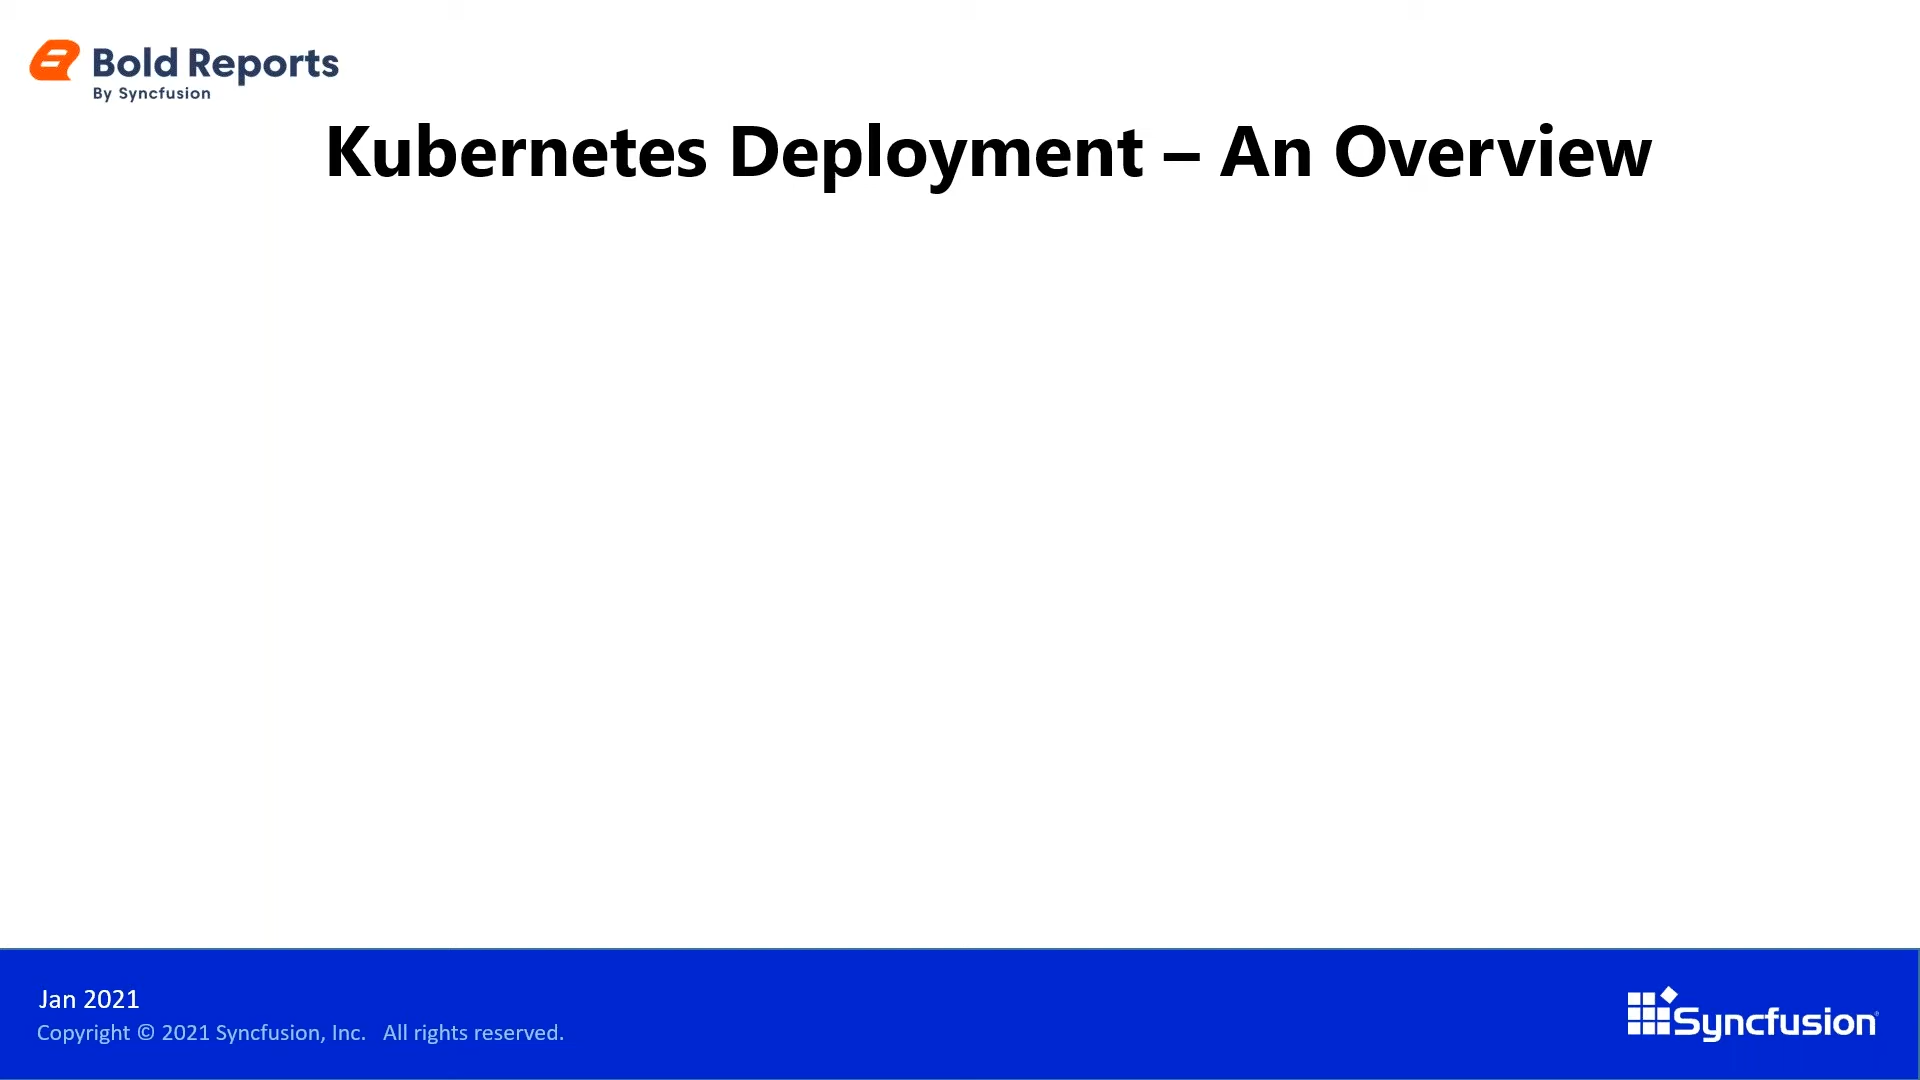 Bold Reports
By Syncfusion
Kubernetes Deployment – An Overview
Jan 2021
Copyright © 2021 Syncfusion, Inc.   All rights reserved.
Syncfusion